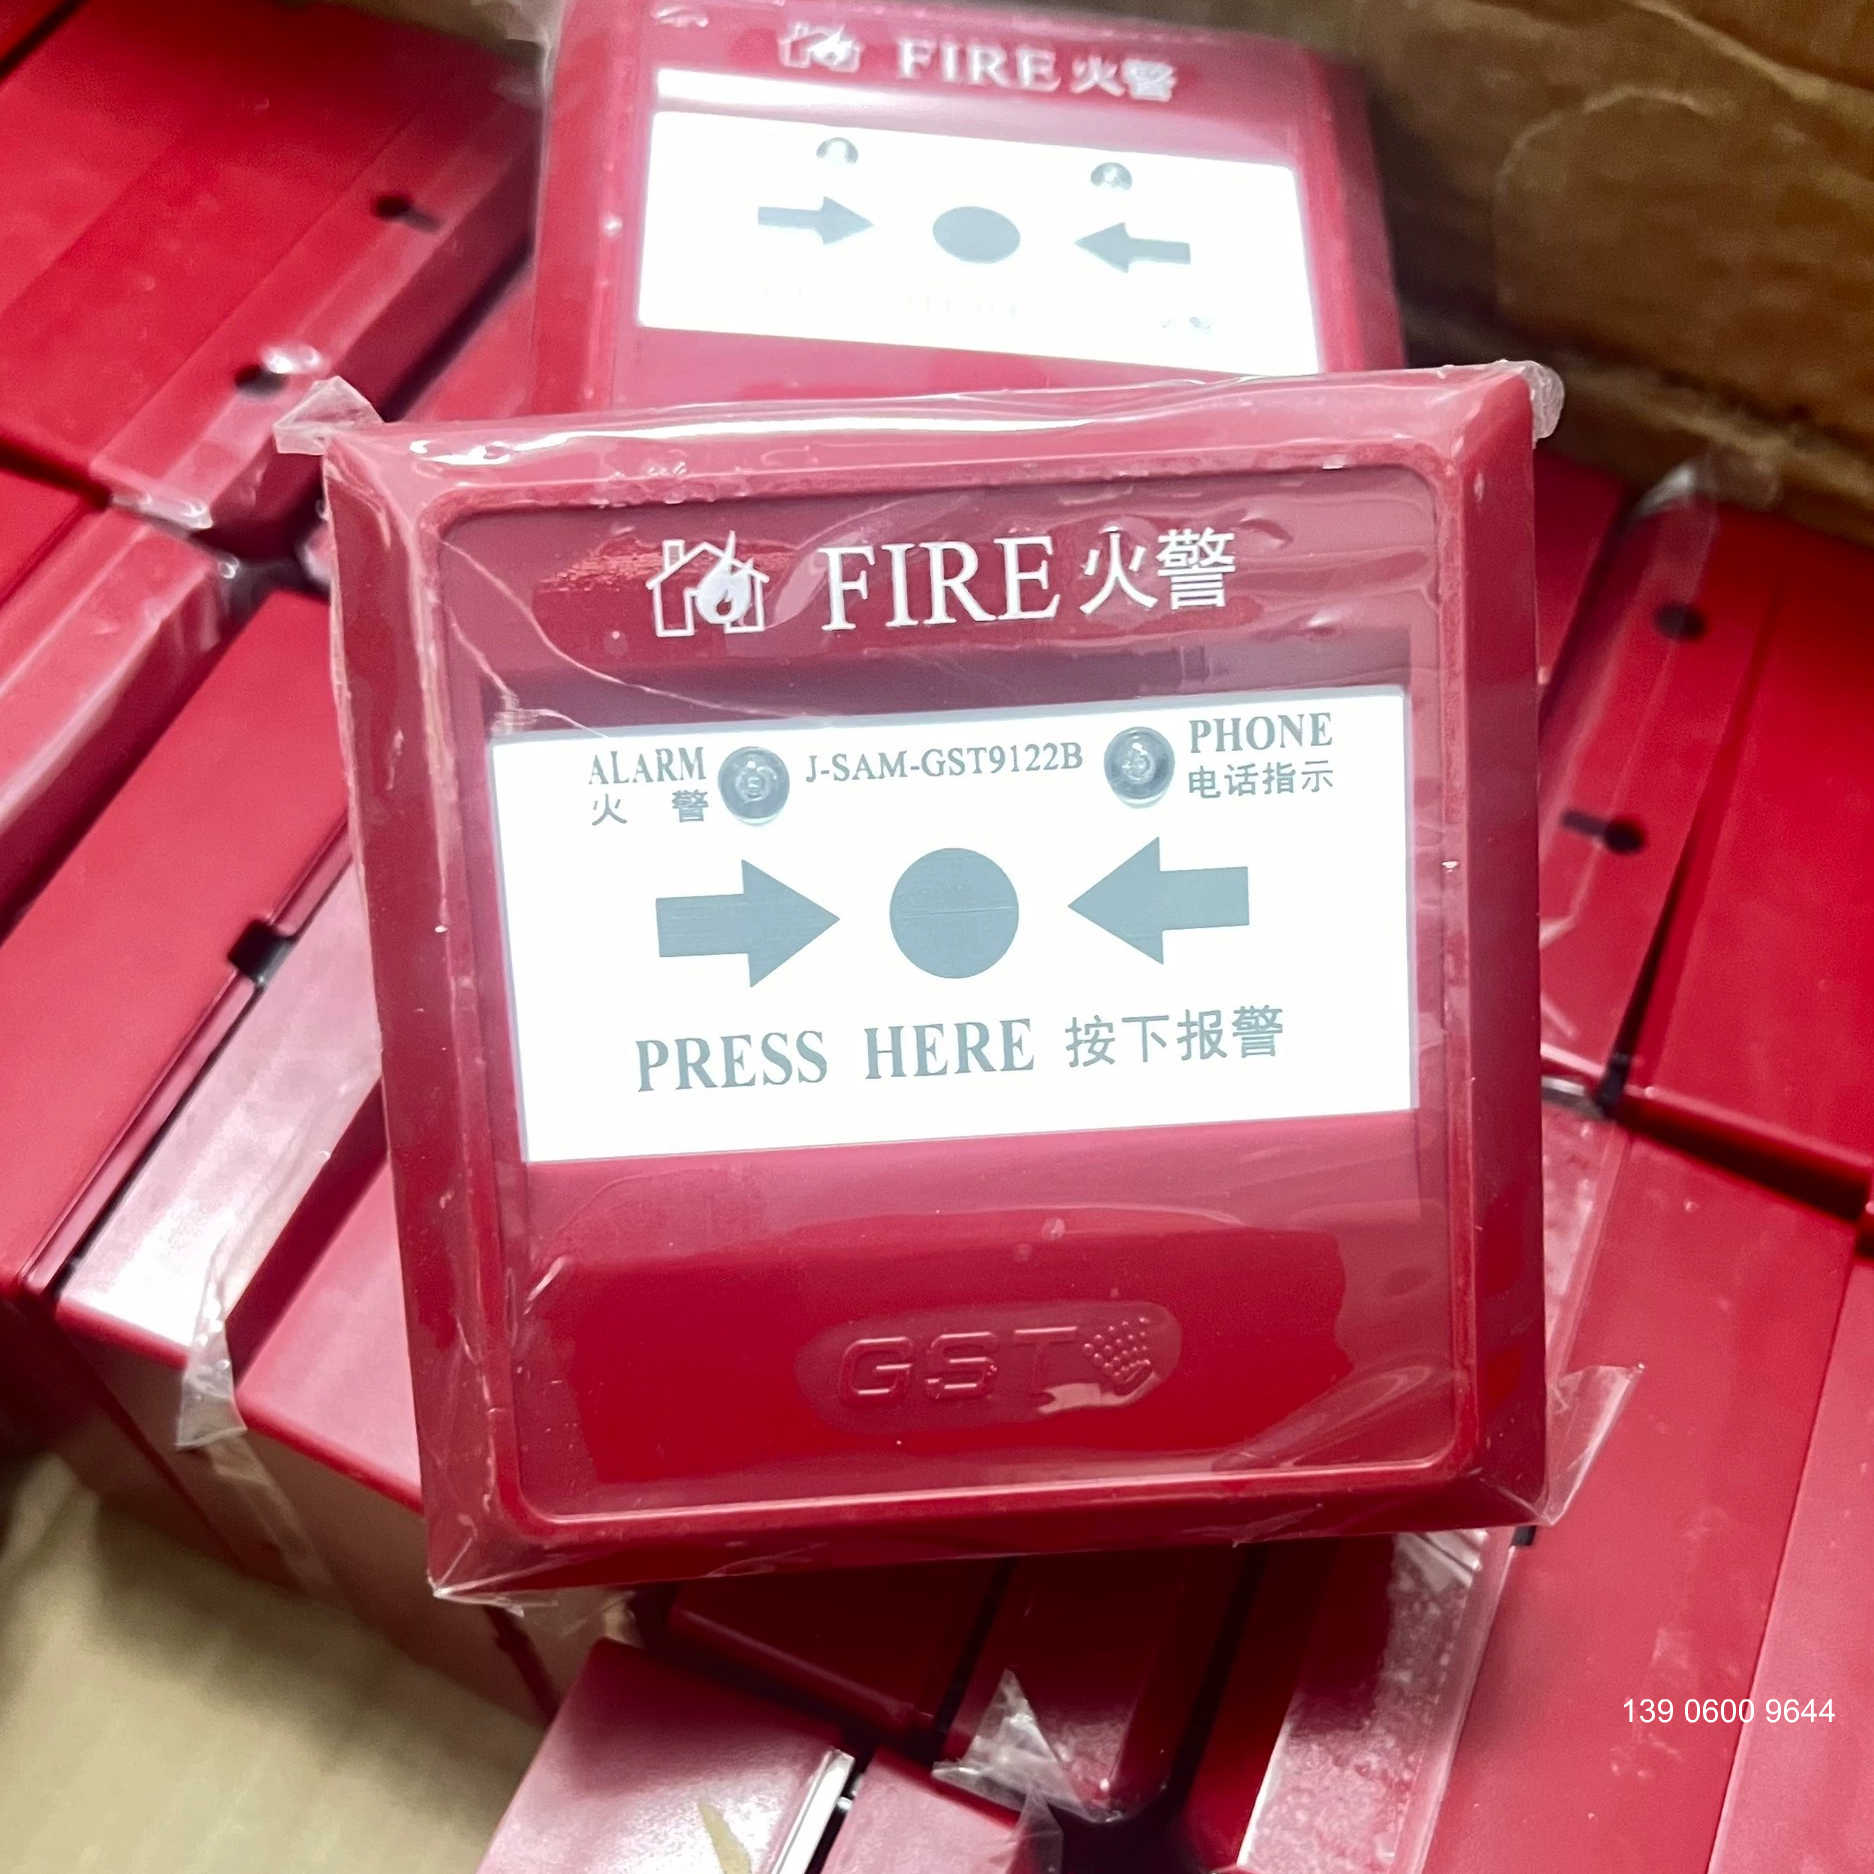 FIRE 火警
FIRE 火警
ALARM
火 警
J-SAM-GST9122B
PHONE
电话指示
PRESS HERE 按下报警
GST
139 0600 9644